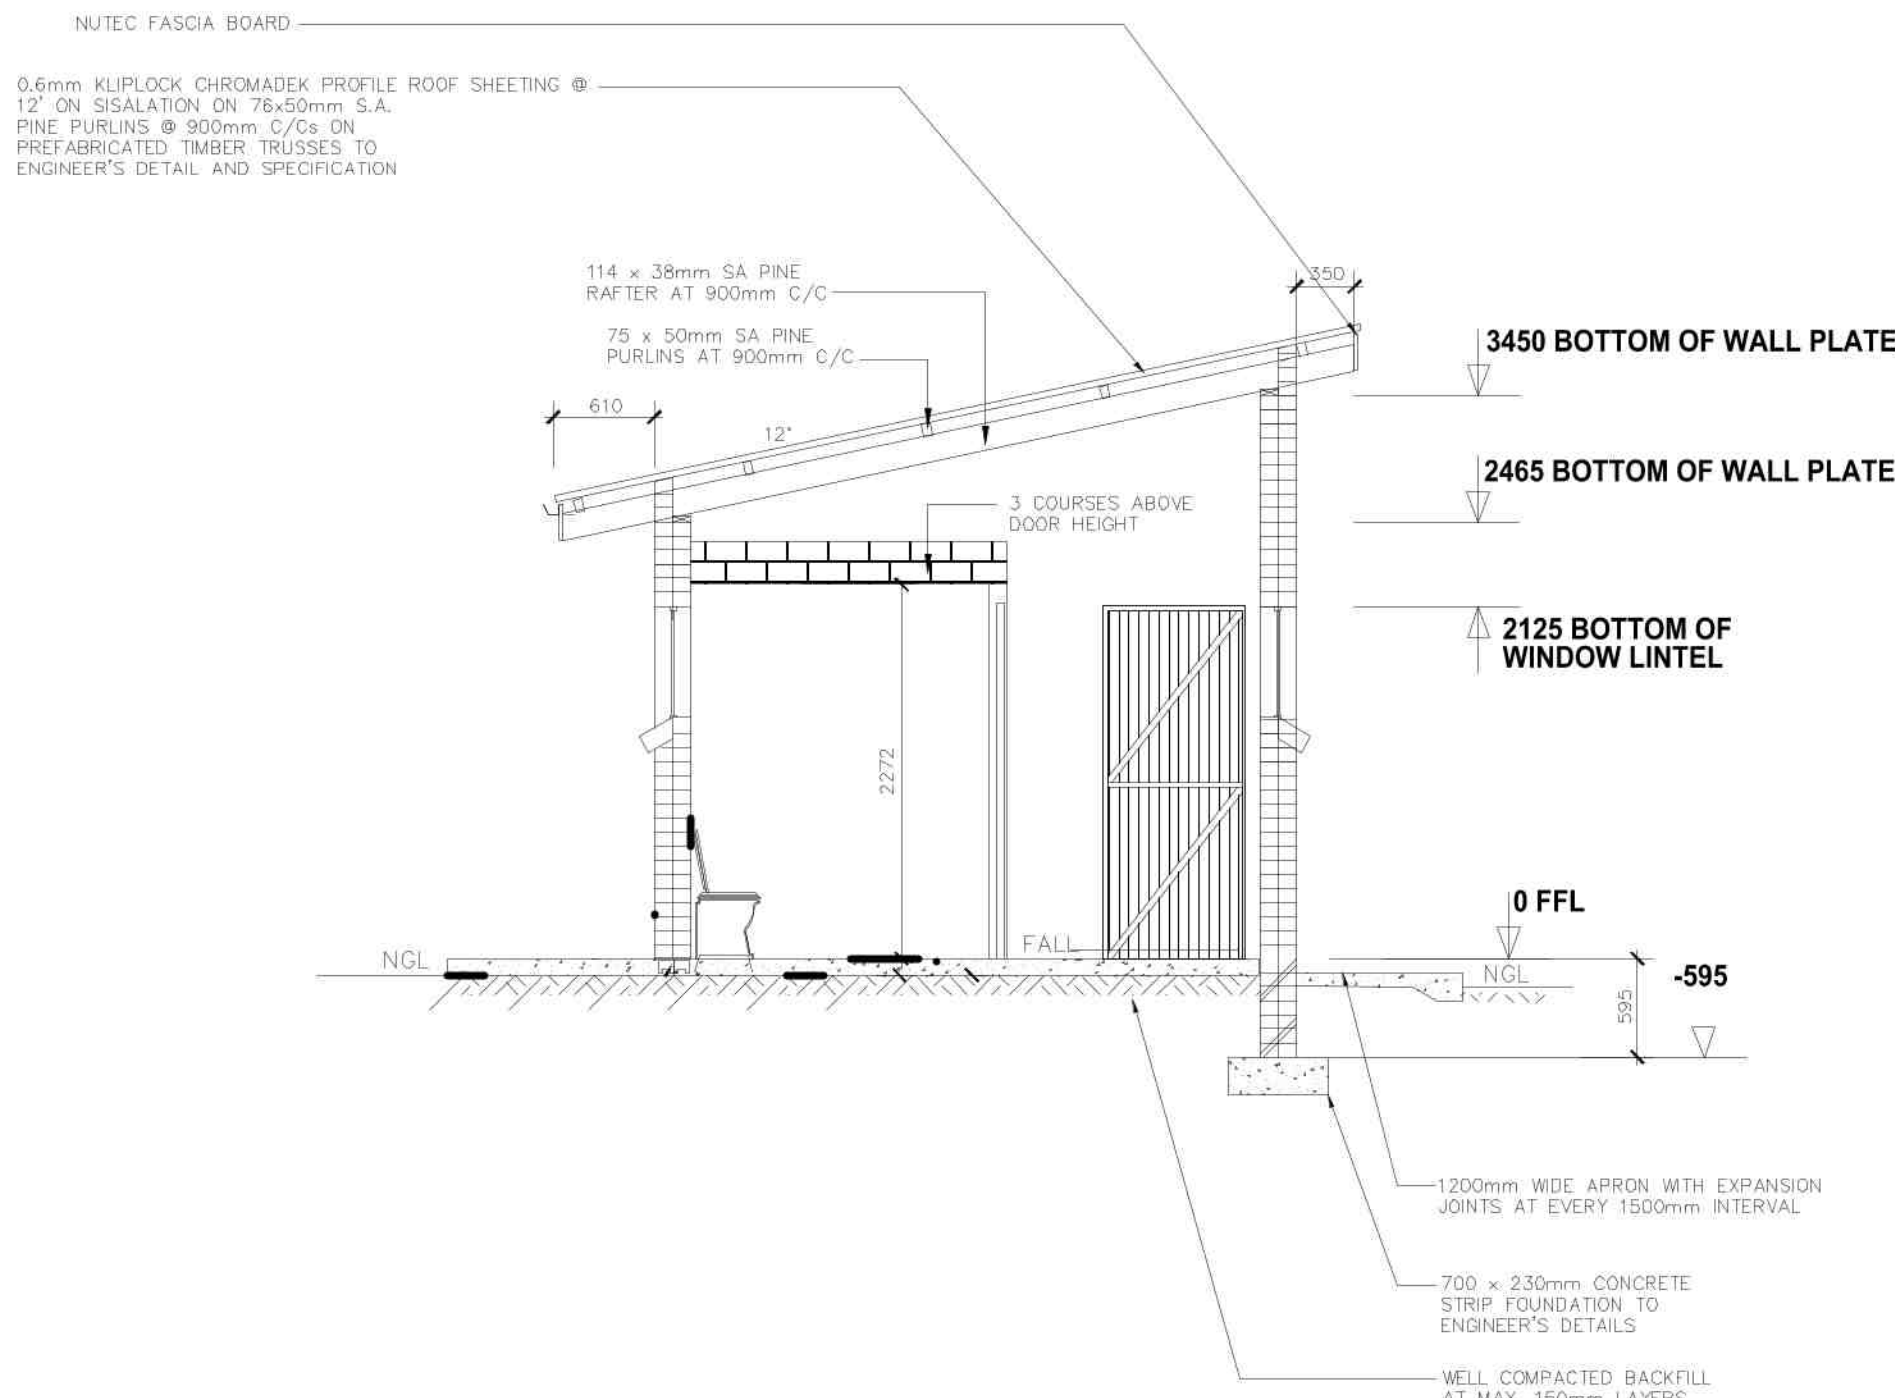 NUTEC FASCIA BOARD
0.6mm KLIPLOCK CHROMADEK PROFILE ROOF SHEETING @
12° ON SISALATION ON 76x50mm S.A.
PINE PURLINS @ 900mm C/Cs ON
PREFABRICATED TIMBER TRUSSES TO
ENGINEER'S DETAIL AND SPECIFICATION
114 x 38mm SA PINE
RAFTER AT 900mm C/C
350
75 x 50mm SA PINE
PURLINS AT 900mm C/C
3450 BOTTOM OF WALL PLATE
610
12°
2465 BOTTOM OF WALL PLATE
3 COURSES ABOVE
DOOR HEIGHT
2125 BOTTOM OF
WINDOW LINTEL
2272
0 FFL
FALL
NGL
NGL
-595
595
1200mm WIDE APRON WITH EXPANSION
JOINTS AT EVERY 1500mm INTERVAL
700 x 230mm CONCRETE
STRIP FOUNDATION TO
ENGINEER'S DETAILS
WELL COMPACTED BACKFILL
AT MAX. 150mm LAYERS